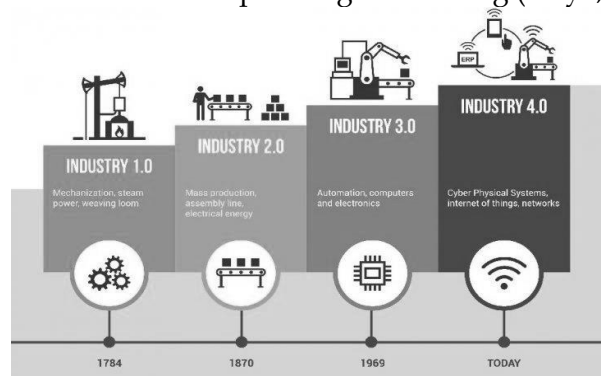 INDUSTRY 1.0
Mechanization, steam
power, weaving loom
INDUSTRY 2.0
Mass production,
assembly line,
electrical energy
INDUSTRY 3.0
Automation, computers
and electronics
ERP
INDUSTRY 4.0
Cyber Physical Systems,
internet of things, networks
1784
1870
1969
TODAY